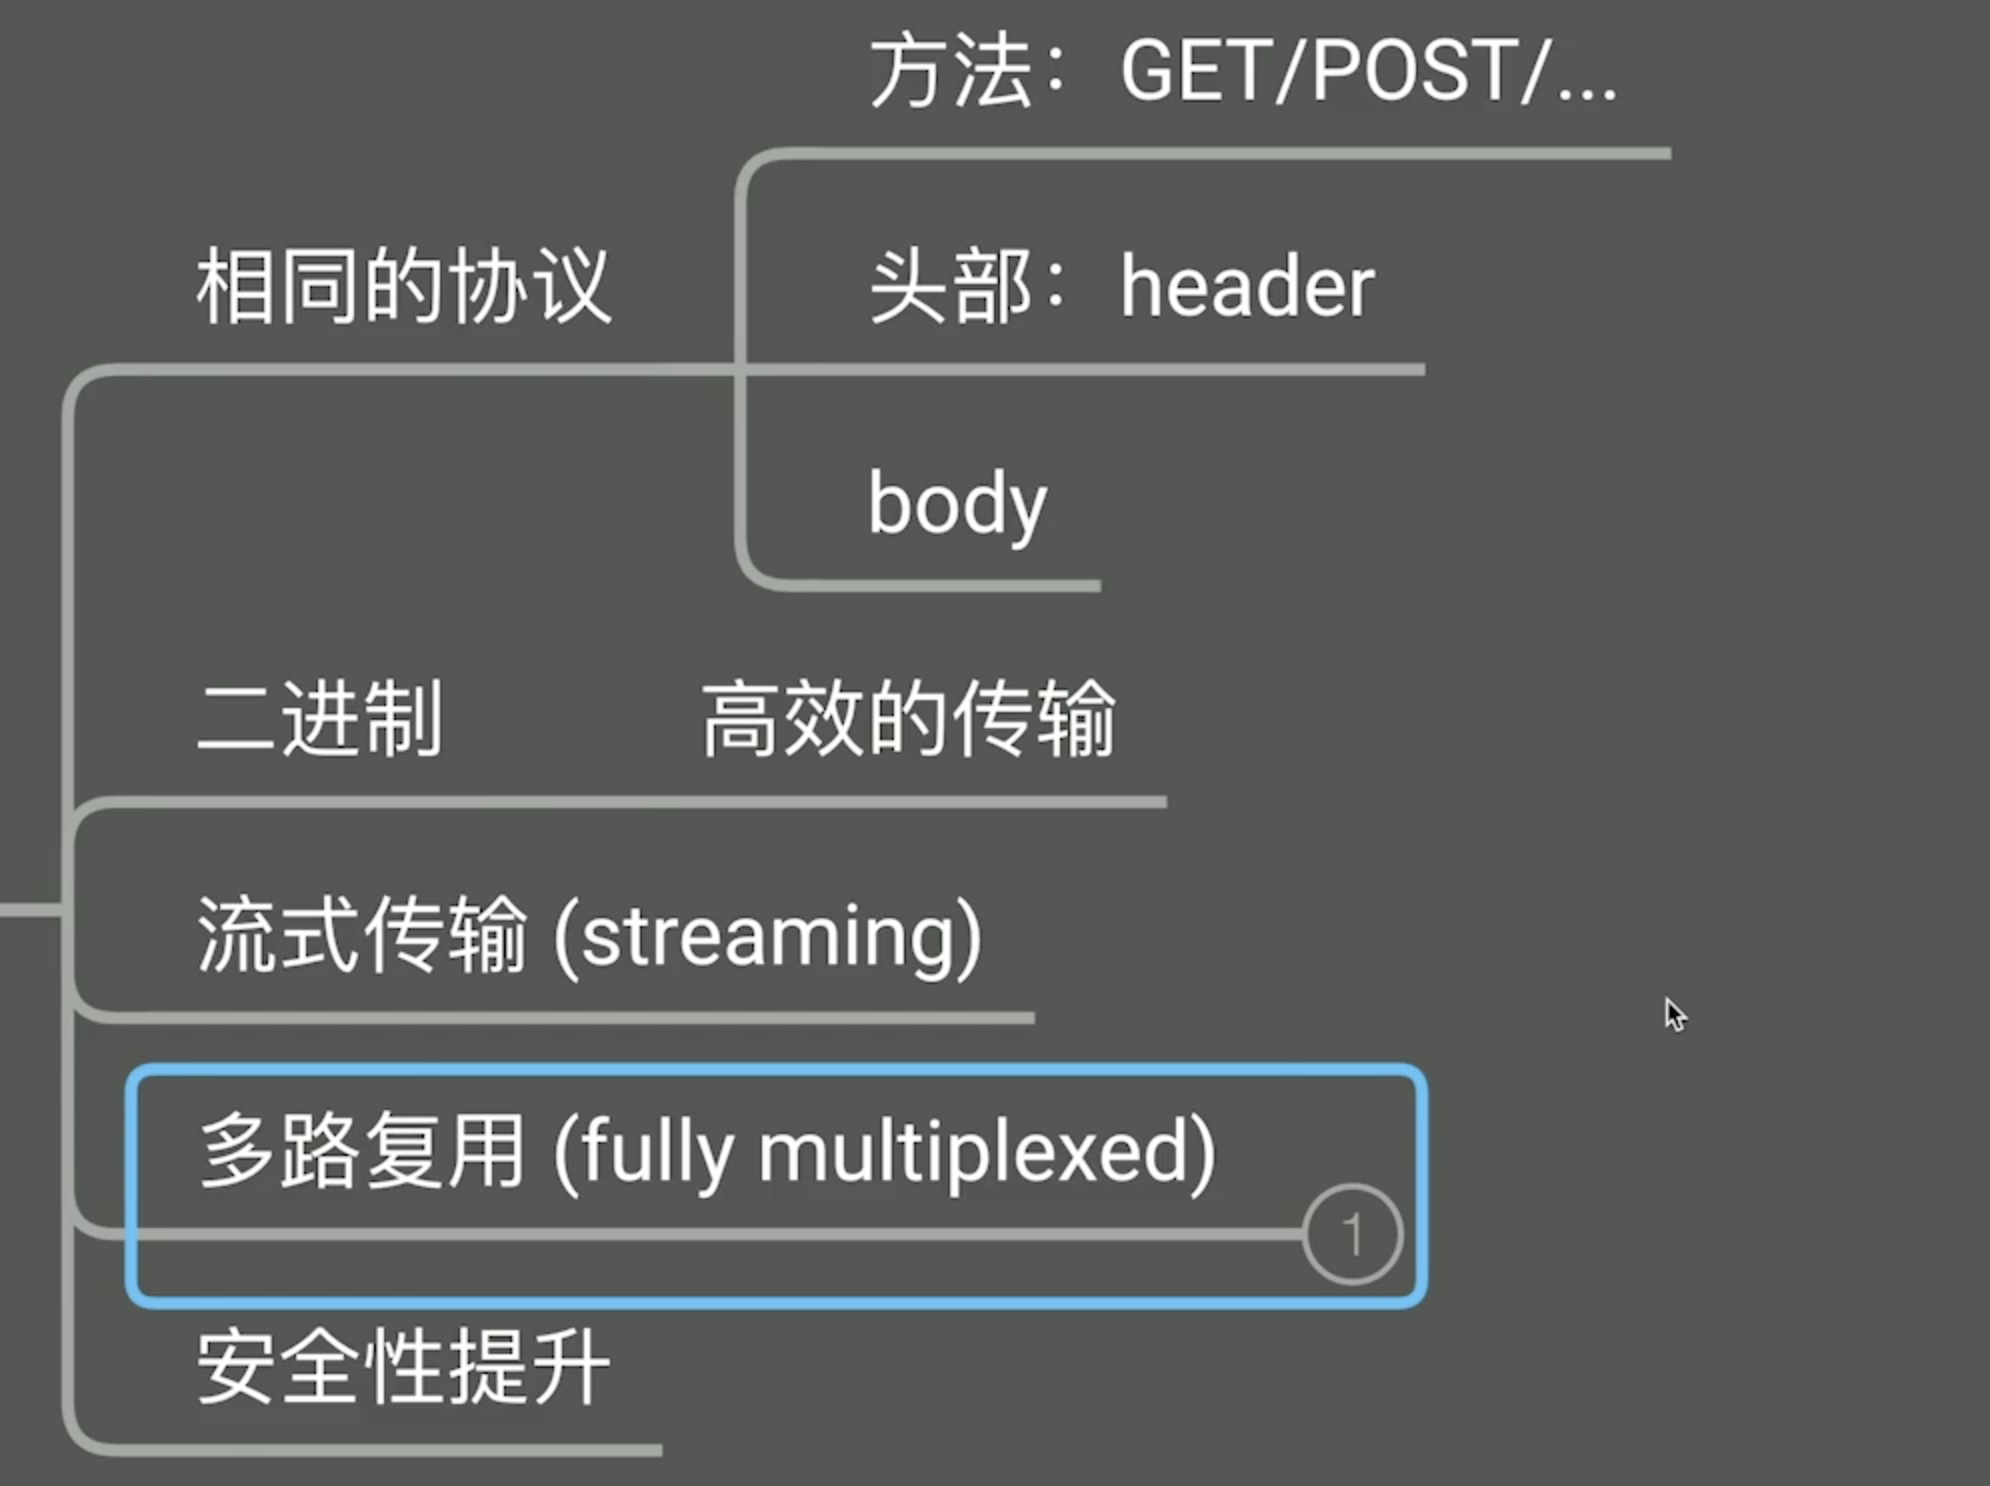 方法：GET/POST/...
相同的协议
头部：header
body
二进制 高效的传输
流式传输 (streaming)
多路复用 (fully multiplexed)
1
安全性提升